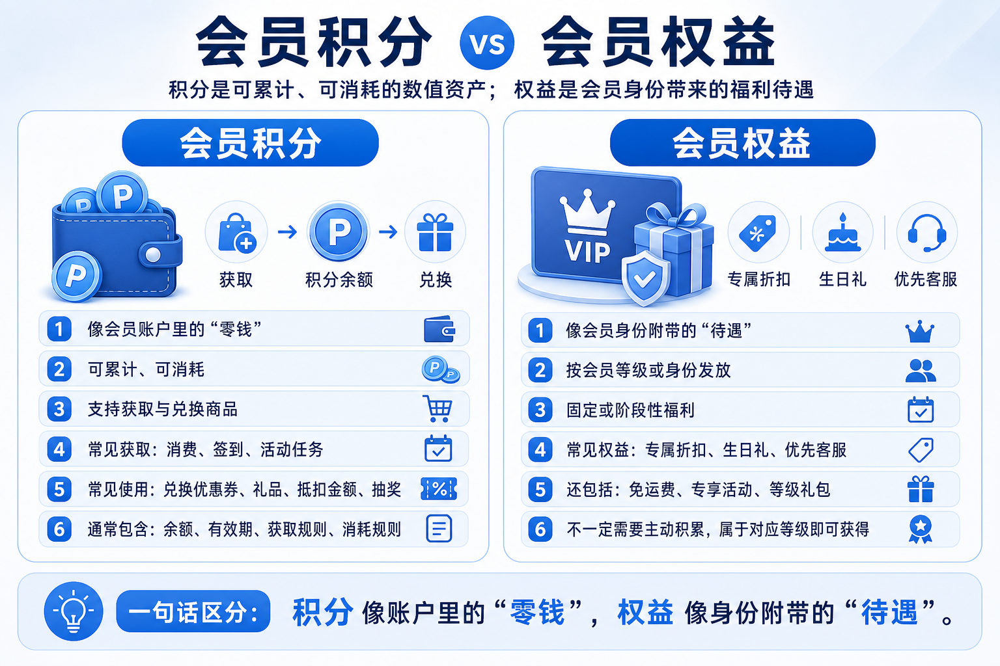 会员积分 VS 会员权益
积分是可累计、可消耗的数值资产； 权益是会员身份带来的福利待遇
会员积分
P
P
P
P
获取
积分余额
兑换
1 像会员账户里的“零钱”
2 可累计、可消耗
P
P
3 支持获取与兑换商品
4 常见获取：消费、签到、活动任务
5 常见使用：兑换优惠券、礼品、抵扣金额、抽奖
%
6 通常包含：余额、有效期、获取规则、消耗规则
会员权益
VIP
%
专属折扣
生日礼
优先客服
1 像会员身份附带的“待遇”
2 按会员等级或身份发放
3 固定或阶段性福利
4 常见权益：专属折扣、生日礼、优先客服
5 还包括：免运费、专享活动、等级礼包
6 不一定需要主动积累，属于对应等级即可获得
一句话区分：
积分 像账户里的“零钱”，权益 像身份附带的“待遇”。